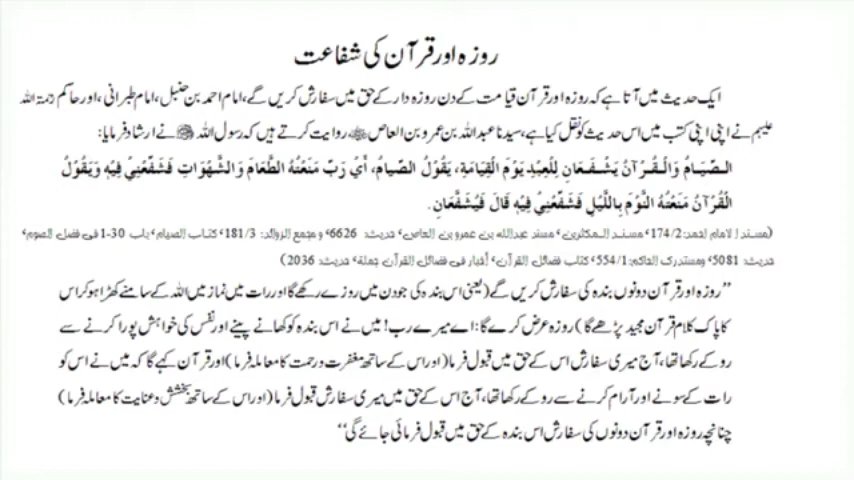 روزہ اور قرآن کی شفاعت
ایک حدیث میں آتا ہے کہ روزہ اور قرآن قیامت کے دن روزہ دار کے حق میں سفارش کریں گے، امام احمد بن حنبل، امام طبرانی، اور حاکم رحمۃ اللہ
علیہم نے اپنی اپنی کتب میں اس حدیث کو نقل کیا ہے، سیدنا عبداللہ بن عمرو بن العاص ؓ روایت کرتے ہیں کہ رسول اللہ ﷺ نے ارشاد فرمایا:
الصِّيَامُ وَالْقُرْآنُ يَشْفَعَانِ لِلْعَبْدِ يَوْمَ الْقِيَامَةِ، يَقُولُ الصِّيامُ، أَيْ رَبِّ مَنَعْتُهُ الطَّعَامَ وَالشَّهَوَاتِ فَشَفِّعْنِيْ فِيْهِ وَيَقُولُ
الْقُرْآنُ مَنَعْتُهُ النَّوْمَ بِاللَّيْلِ فَشَفِّعْنِيْ فِيْهِ قَالَ فَيُشَفَّعَانِ.
(مسند الامام احمد: 174/2، مسند المکثرین، مسند عبداللہ بن عمرو بن العاص، حدیث: 6626، ومجمع الزوائد: 181/3، کتاب الصیام، باب 30-1 فی فضل الصوم،
حدیث: 5081، ومستدرک الحاکم: 554/1، کتاب فضائل القرآن، أخبار فی فضائل القرآن جملة، حدیث: 2036)
’’روزہ اور قرآن دونوں بندہ کی سفارش کریں گے (یعنی اس بندہ کی جو دن میں روزے رکھے گا اور رات میں نماز میں اللہ کے سامنے کھڑا ہو کر اس
کا پاک کلام قرآن مجید پڑھے گا) روزہ عرض کرے گا: اے میرے رب! میں نے اس بندہ کو کھانے پینے اور نفس کی خواہش پورا کرنے سے
روکے رکھا تھا، آج میری سفارش اس کے حق میں قبول فرما (اور اس کے ساتھ مغفرت ورحمت کا معاملہ فرما) اور قرآن کہے گا کہ میں نے اس کو
رات کے سونے اور آرام کرنے سے روکے رکھا تھا، آج اس کے حق میں میری سفارش قبول فرما (اور اس کے ساتھ بخشش وعنایت کا معاملہ فرما)
چنانچہ روزہ اور قرآن دونوں کی سفارش اس بندہ کے حق میں قبول فرمائی جائے گی‘‘